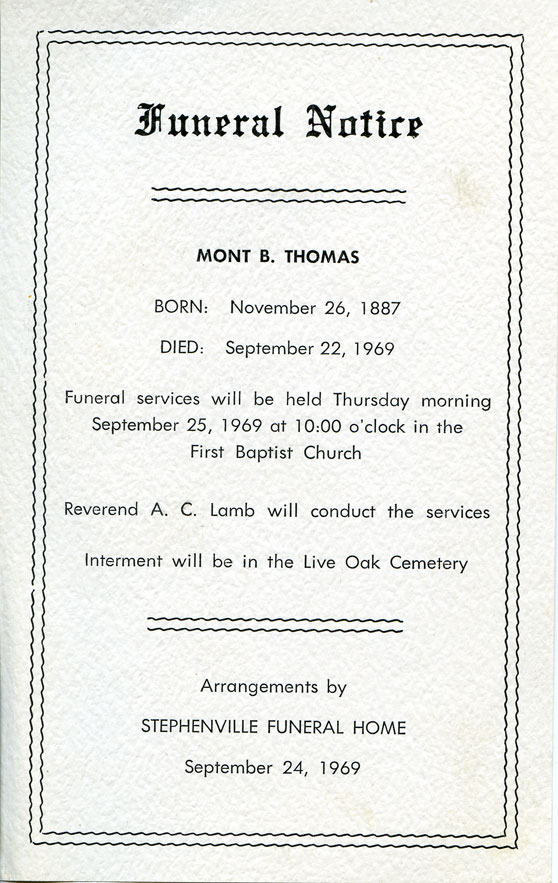 Funeral Notice
MONT B. THOMAS
BORN: November 26, 1887
DIED: September 22, 1969
Funeral services will be held Thursday morning
September 25, 1969 at 10:00 o'clock in the
First Baptist Church
Reverend A. C. Lamb will conduct the services
Interment will be in the Live Oak Cemetery
Arrangements by
STEPHENVILLE FUNERAL HOME
September 24, 1969